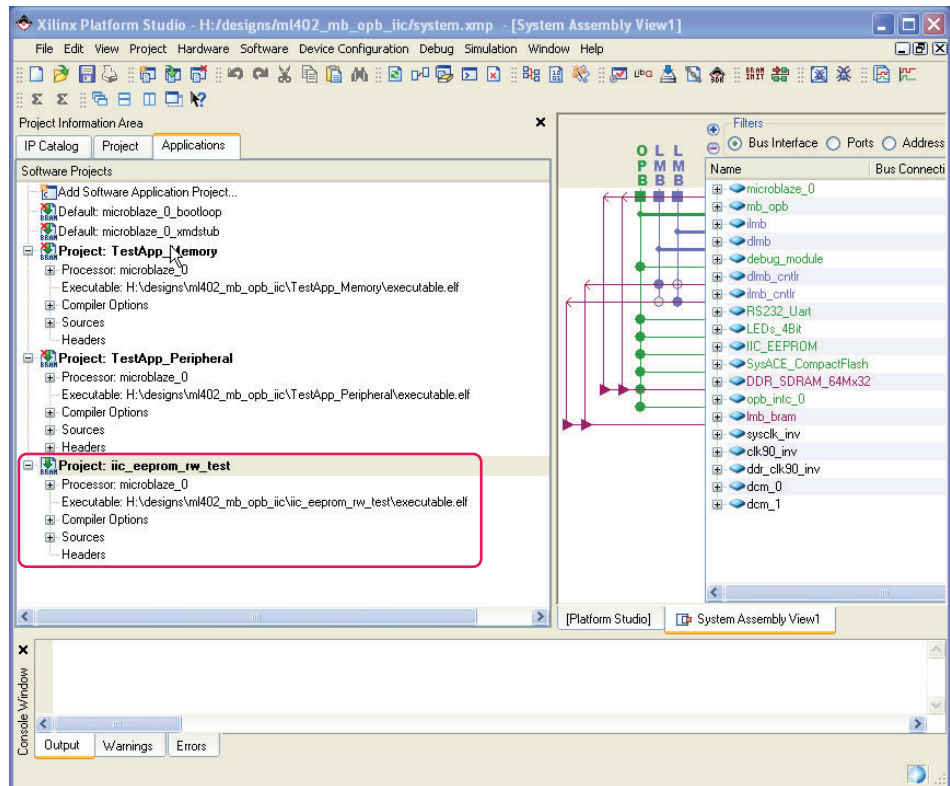 Xilinx Platform Studio - H:/designs/ml402_mb_opb_iic/system.xmp - [System Assembly View1]
File Edit View Project Hardware Software Device Configuration Debug Simulation Window Help
Project Information Area
IP Catalog Project Applications
Software Projects
Add Software Application Project...
Default: microblaze_0_bootloop
Default: microblaze_0_xmdstub
Project: TestApp_Memory
Processor: microblaze_0
Executable: H:\designs\ml402_mb_opb_iic\TestApp_Memory\executable.elf
Compiler Options
Sources
Headers
Project: TestApp_Peripheral
Processor: microblaze_0
Executable: H:\designs\ml402_mb_opb_iic\TestApp_Peripheral\executable.elf
Compiler Options
Sources
Headers
Project: iic_eeprom_rw_test
Processor: microblaze_0
Executable: H:\designs\ml402_mb_opb_iic\iic_eeprom_rw_test\executable.elf
Compiler Options
Sources
Headers
OPB LMB LMB
Filters
Bus Interface Ports Address
Name Bus Connecti
microblaze_0
mb_opb
ilmb
dlmb
debug_module
dlmb_cntlr
ilmb_cntlr
RS232_Uart
LEDs_4Bit
IIC_EEPROM
SysACE_CompactFlash
DDR_SDRAM_64Mx32
opb_intc_0
lmb_bram
sysclk_inv
clk90_inv
ddr_clk90_inv
dcm_0
dcm_1
[Platform Studio] System Assembly View1
Console Window
Output Warnings Errors